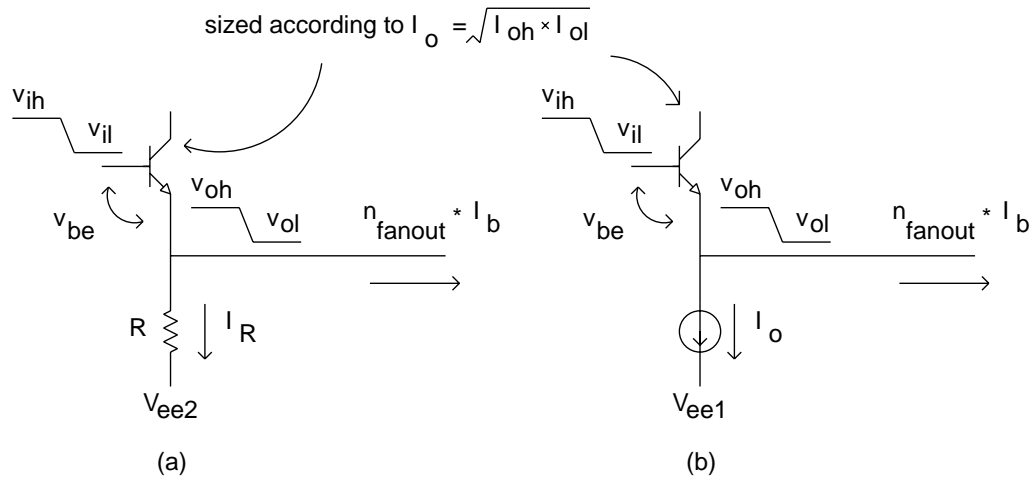 sized according to I o = √ I oh × I ol
v ih
v il
v be
v oh
v ol
n fanout * I b
R
I R
V ee2
(a)
v ih
v il
v be
v oh
v ol
n fanout * I b
I o
V ee1
(b)